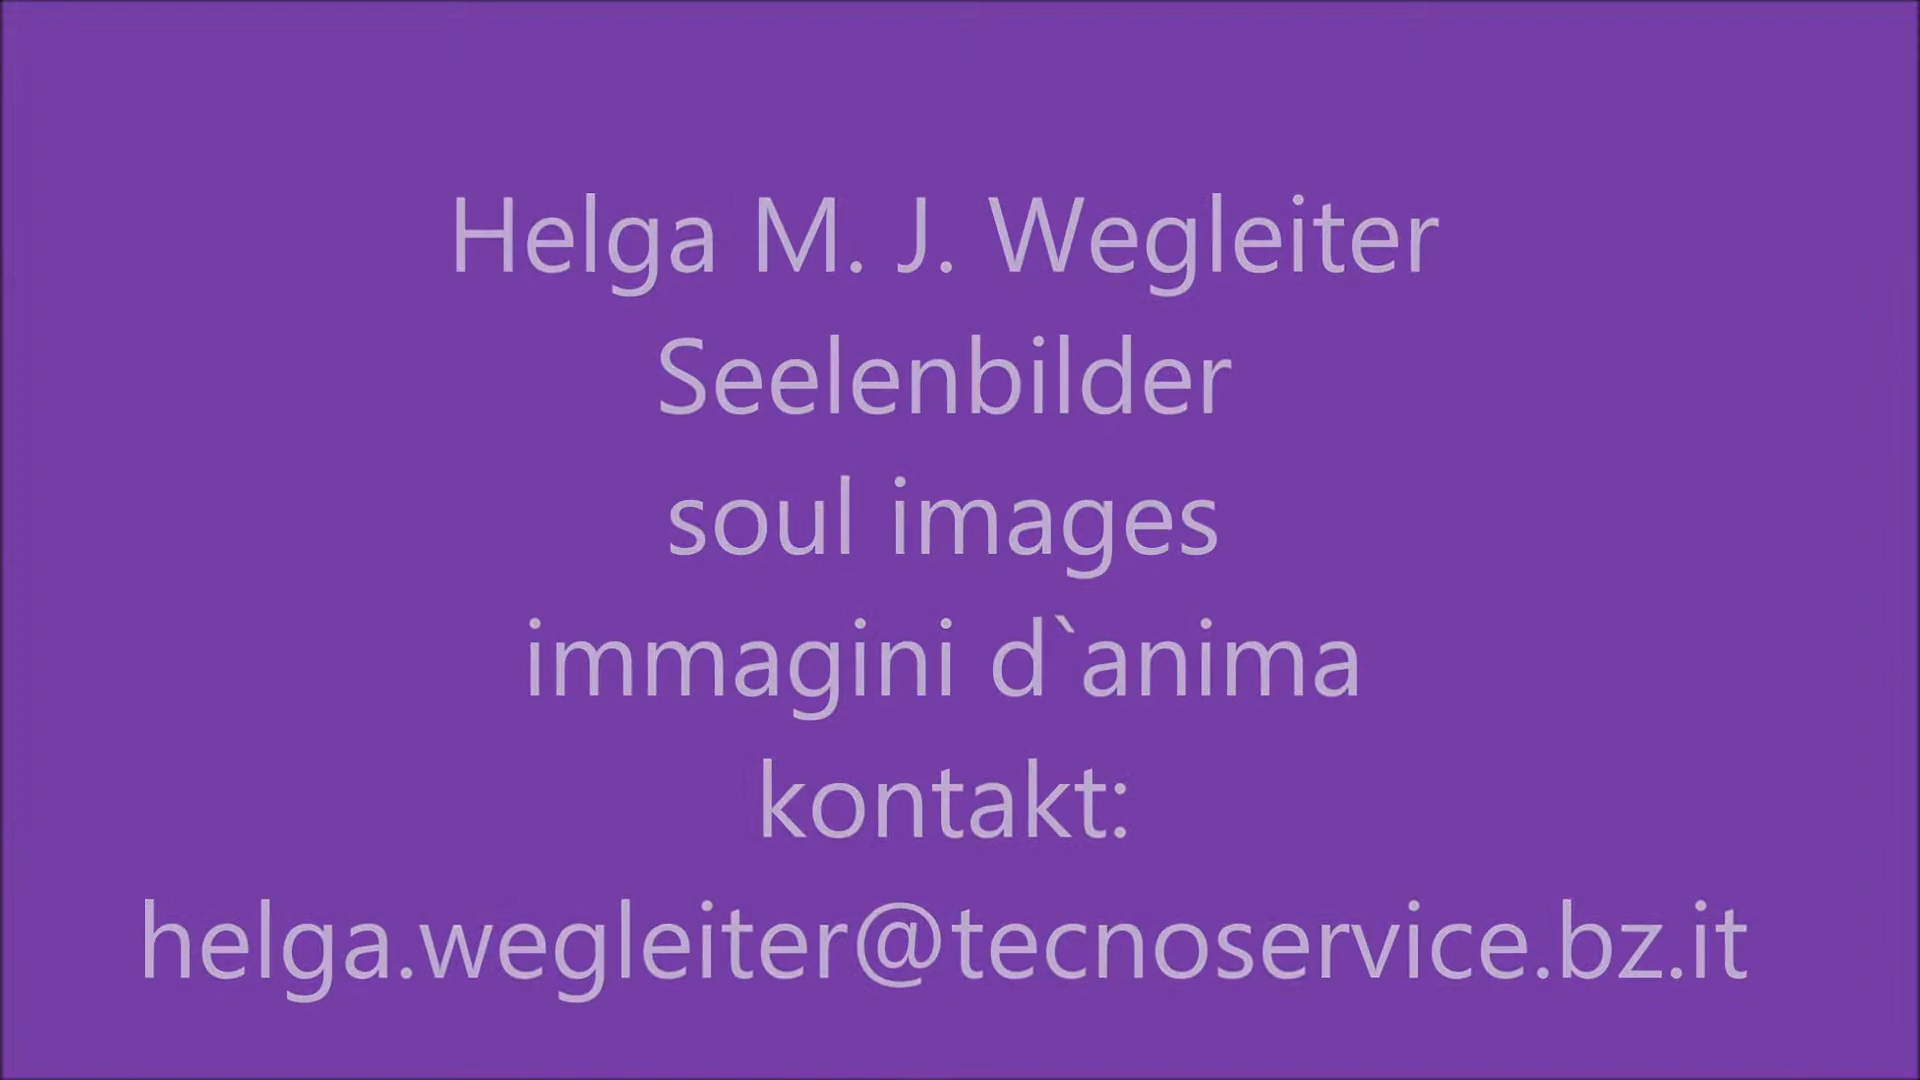 Helga M. J. Wegleiter
Seelenbilder
soul images
immagini d`anima
kontakt:
helga.wegleiter@tecnoservice.bz.it